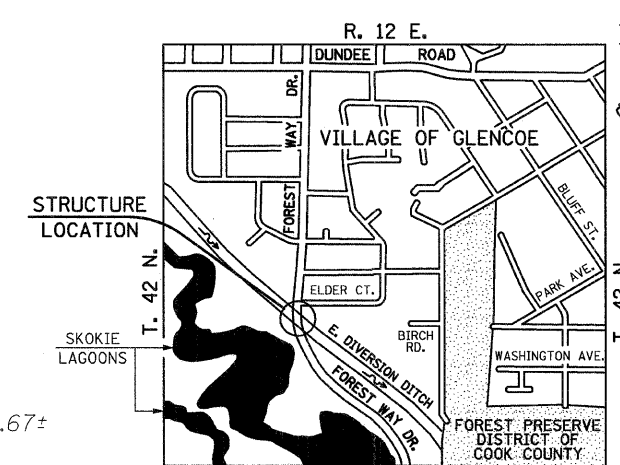 R. 12 E.
DUNDEE ROAD
FOREST WAY DR.
VILLAGE OF GLENCOE
STRUCTURE
LOCATION
BLUFF ST.
T. 42 N.
T. 42 N.
PARK AVE.
ELDER CT.
SKOKIE
LAGOONS
E. DIVERSION DITCH
BIRCH
RD.
WASHINGTON AVE.
FOREST WAY DR.
.67±
FOREST PRESERVE
DISTRICT OF
COOK COUNTY